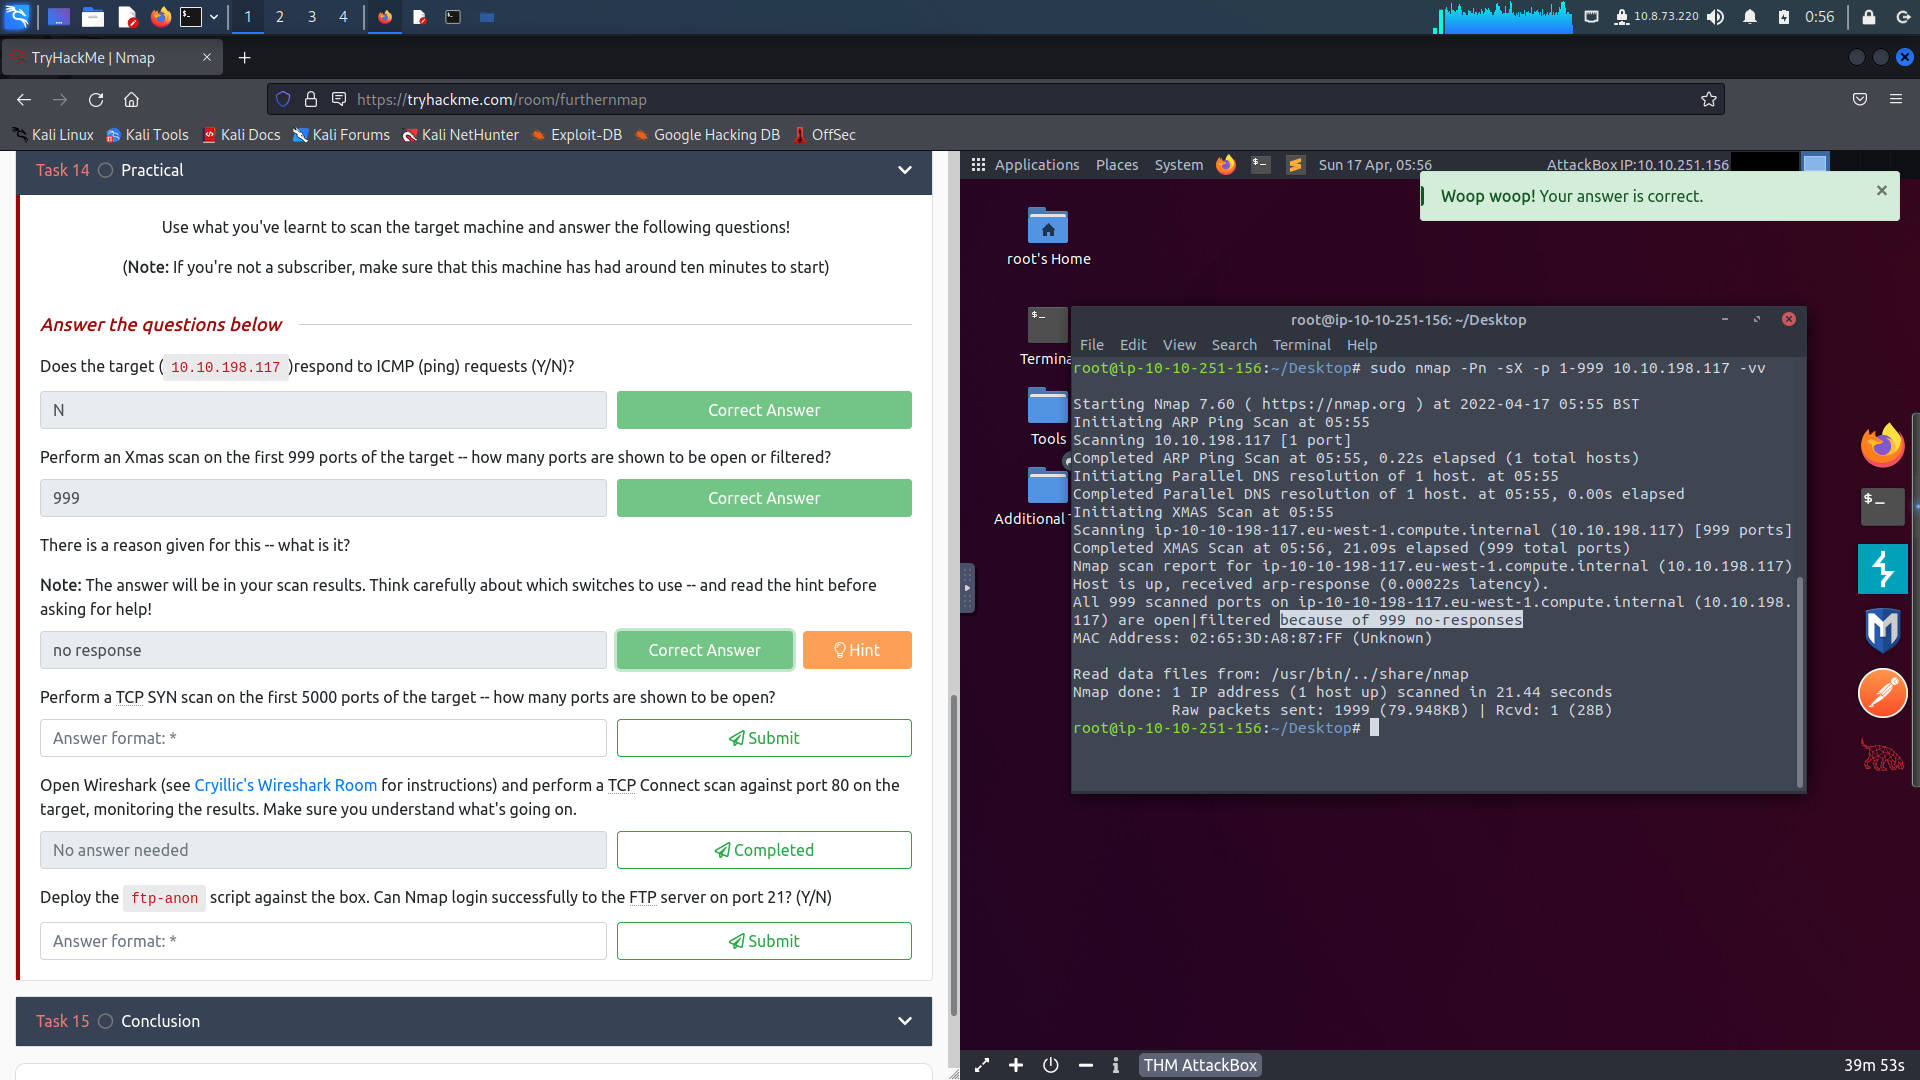 1
2
3
4
10.8.73.220
0:56
TryHackMe | Nmap
https://tryhackme.com/room/furthernmap
Kali Linux
Kali Tools
Kali Docs
Kali Forums
Kali NetHunter
Exploit-DB
Google Hacking DB
OffSec
Task 14
Practical
Use what you've learnt to scan the target machine and answer the following questions!
(Note: If you're not a subscriber, make sure that this machine has had around ten minutes to start)
Answer the questions below
Does the target ( 10.10.198.117 )respond to ICMP (ping) requests (Y/N)?
N
Correct Answer
Perform an Xmas scan on the first 999 ports of the target -- how many ports are shown to be open or filtered?
999
Correct Answer
There is a reason given for this -- what is it?
Note: The answer will be in your scan results. Think carefully about which switches to use -- and read the hint before
asking for help!
no response
Correct Answer
Hint
Perform a TCP SYN scan on the first 5000 ports of the target -- how many ports are shown to be open?
Answer format: *
Submit
Open Wireshark (see Cryillic's Wireshark Room for instructions) and perform a TCP Connect scan against port 80 on the
target, monitoring the results. Make sure you understand what's going on.
No answer needed
Completed
Deploy the ftp-anon script against the box. Can Nmap login successfully to the FTP server on port 21? (Y/N)
Answer format: *
Submit
Task 15
Conclusion
Applications
Places
System
Sun 17 Apr, 05:56
AttackBox IP:10.10.251.156
Woop woop! Your answer is correct.
root's Home
Termina
Tools
Additional
root@ip-10-10-251-156: ~/Desktop
File Edit View Search Terminal Help
root@ip-10-10-251-156:~/Desktop# sudo nmap -Pn -sX -p 1-999 10.10.198.117 -vv
Starting Nmap 7.60 ( https://nmap.org ) at 2022-04-17 05:55 BST
Initiating ARP Ping Scan at 05:55
Scanning 10.10.198.117 [1 port]
Completed ARP Ping Scan at 05:55, 0.22s elapsed (1 total hosts)
Initiating Parallel DNS resolution of 1 host. at 05:55
Completed Parallel DNS resolution of 1 host. at 05:55, 0.00s elapsed
Initiating XMAS Scan at 05:55
Scanning ip-10-10-198-117.eu-west-1.compute.internal (10.10.198.117) [999 ports]
Completed XMAS Scan at 05:56, 21.09s elapsed (999 total ports)
Nmap scan report for ip-10-10-198-117.eu-west-1.compute.internal (10.10.198.117)
Host is up, received arp-response (0.00022s latency).
All 999 scanned ports on ip-10-10-198-117.eu-west-1.compute.internal (10.10.198.
117) are open|filtered because of 999 no-responses
MAC Address: 02:65:3D:A8:87:FF (Unknown)
Read data files from: /usr/bin/../share/nmap
Nmap done: 1 IP address (1 host up) scanned in 21.44 seconds
Raw packets sent: 1999 (79.948KB) | Rcvd: 1 (28B)
root@ip-10-10-251-156:~/Desktop#
THM AttackBox
39m 53s